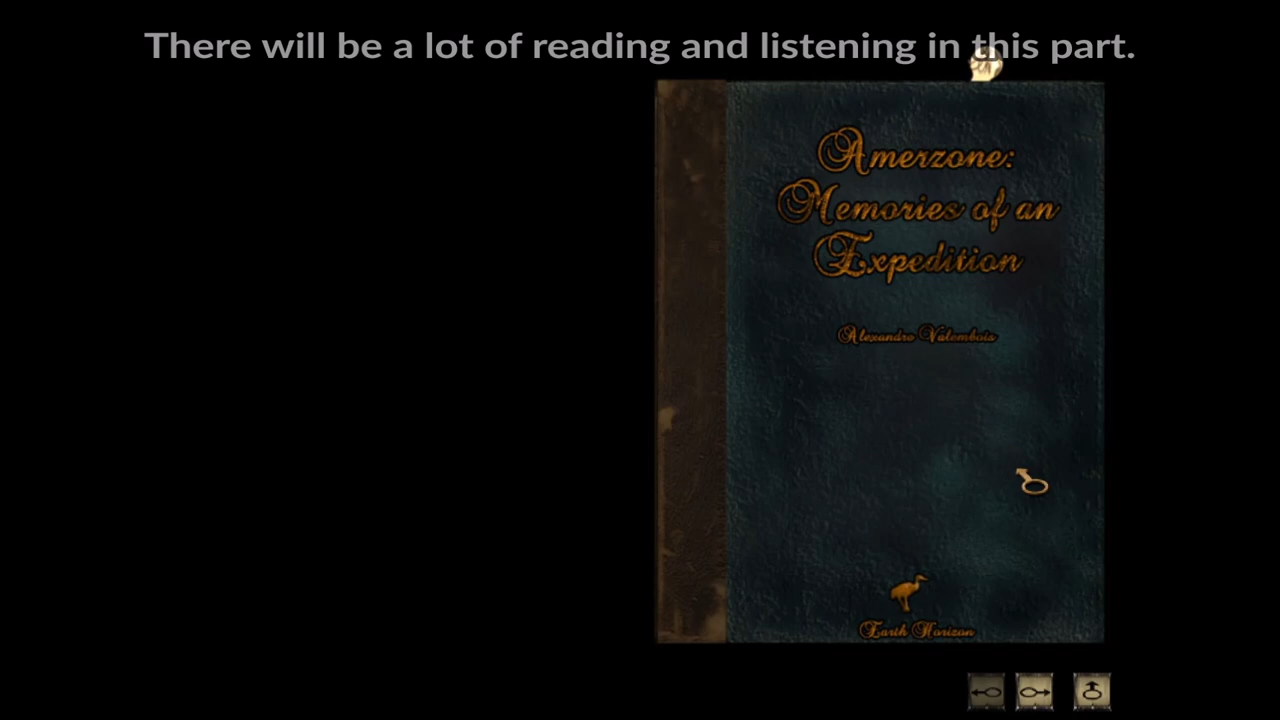 There will be a lot of reading and listening in this part.
Amerzone:
Memories of an
Expedition
Alexandre Valembois
Earth Horizon